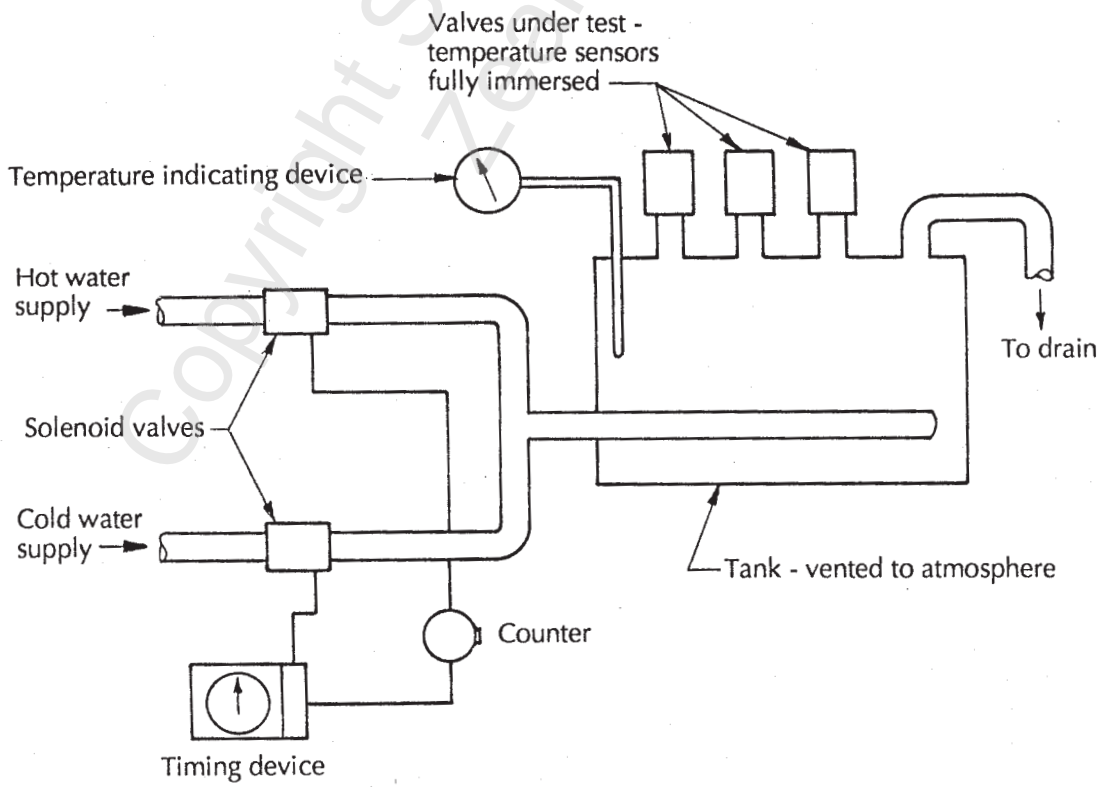 Valves under test -
temperature sensors
fully immersed
Temperature indicating device
Hot water
supply
To drain
Solenoid valves
Cold water
supply
Tank - vented to atmosphere
Counter
Timing device
Copyright